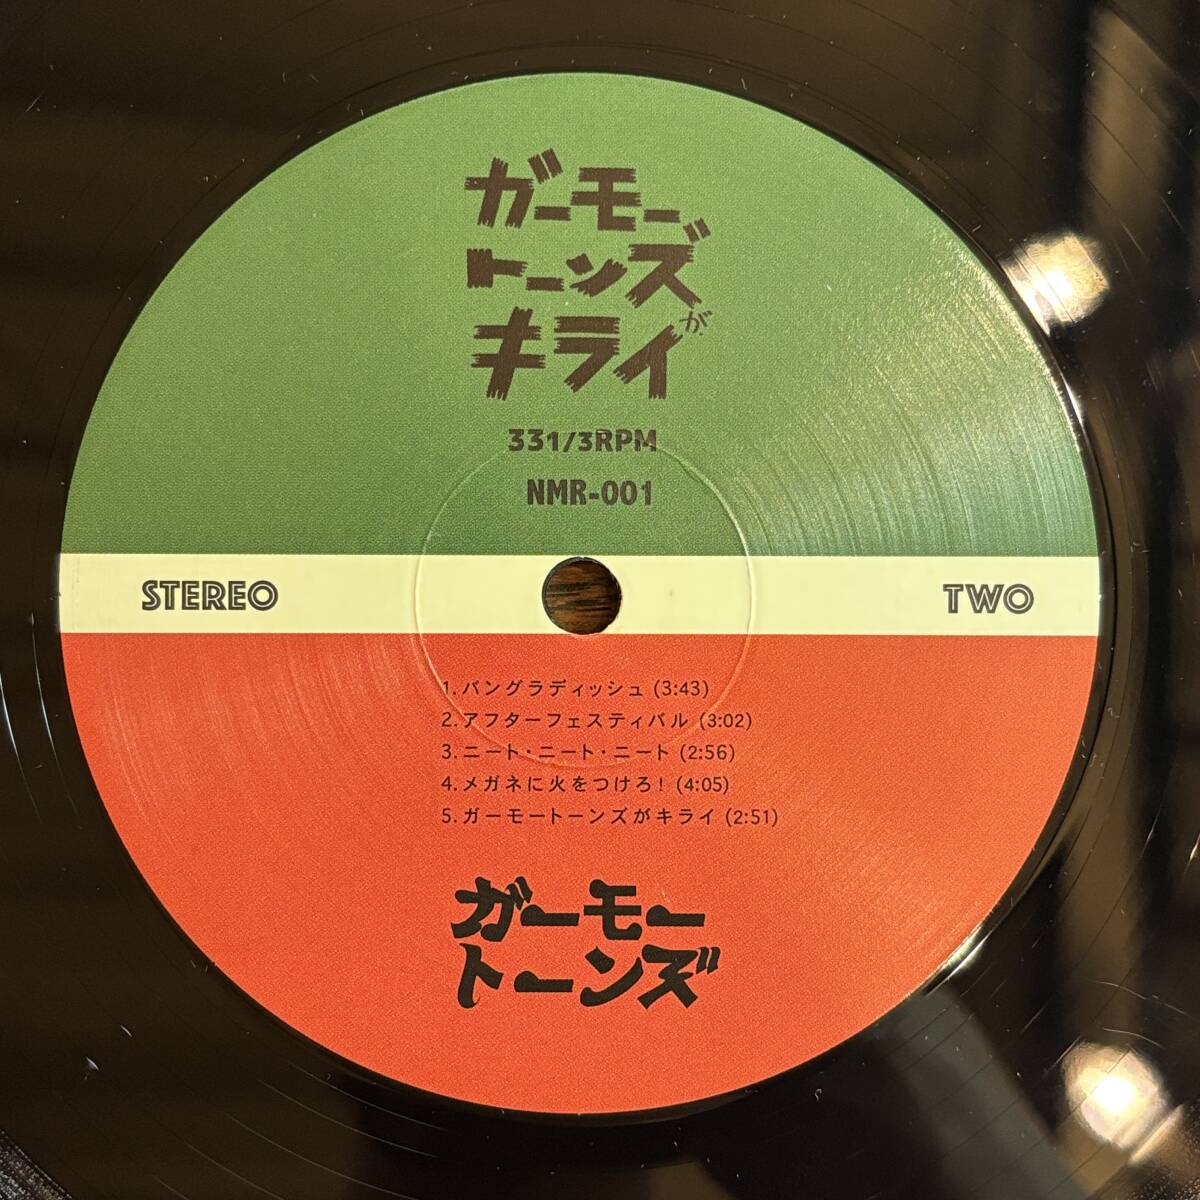 ガーモー
トーンズが
キライ
331/3RPM
NMR-001
STEREO
TWO
1. バングラディッシュ (3:43)
2. アフターフェスティバル (3:02)
3. ニート・ニート・ニート (2:56)
4. メガネに火をつけろ! (4:05)
5. ガーモートーンズがキライ (2:51)
ガーモー
トーンズ